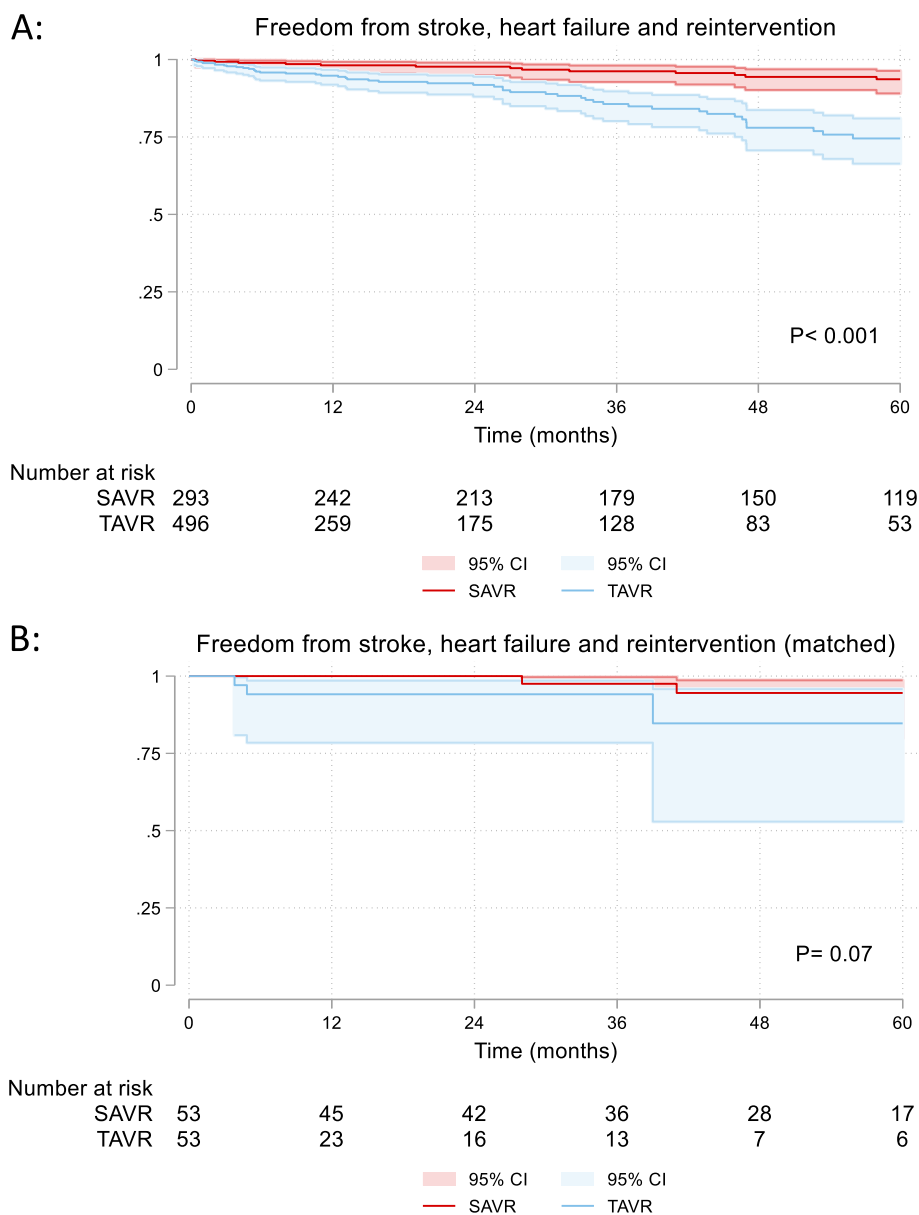 A:
Freedom from stroke, heart failure and reintervention
1
.75
.5
.25
0
P< 0.001
0 12 24 36 48 60
Time (months)
Number at risk
SAVR 293 242 213 179 150 119
TAVR 496 259 175 128 83 53
95% CI 95% CI
SAVR TAVR
B:
Freedom from stroke, heart failure and reintervention (matched)
1
.75
.5
.25
0
P= 0.07
0 12 24 36 48 60
Time (months)
Number at risk
SAVR 53 45 42 36 28 17
TAVR 53 23 16 13 7 6
95% CI 95% CI
SAVR TAVR